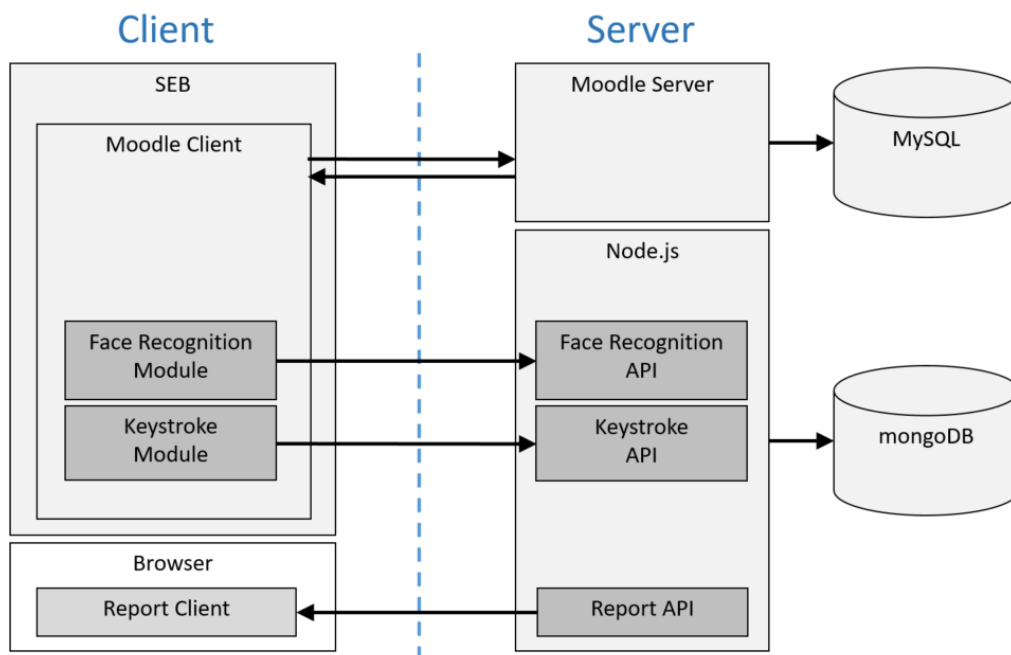 Client
Server
SEB
Moodle Client
Moodle Server
MySQL
Node.js
Face Recognition
Module
Face Recognition
API
Keystroke
Module
Keystroke
API
mongoDB
Browser
Report Client
Report API